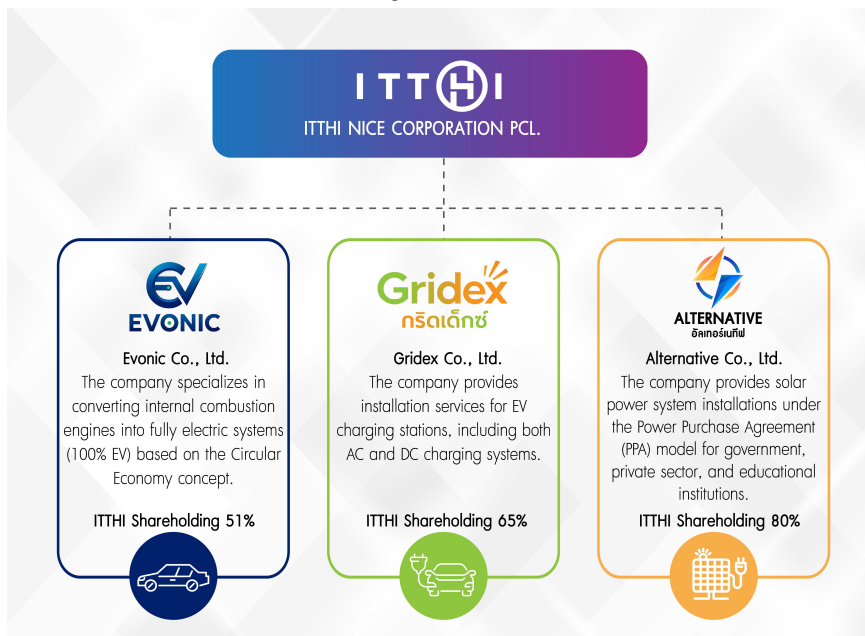 ITTHI
ITTHI NICE CORPORATION PCL.
EV
EVONIC
Evonic Co., Ltd.
The company specializes in
converting internal combustion
engines into fully electric systems
(100% EV) based on the Circular
Economy concept.
ITTHI Shareholding 51%
Gridex
กริดเด็กซ์
Gridex Co., Ltd.
The company provides
installation services for EV
charging stations, including both
AC and DC charging systems.
ITTHI Shareholding 65%
ALTERNATIVE
อัลเทอร์เนทีฟ
Alternative Co., Ltd.
The company provides solar
power system installations under
the Power Purchase Agreement
(PPA) model for government,
private sector, and educational
institutions.
ITTHI Shareholding 80%